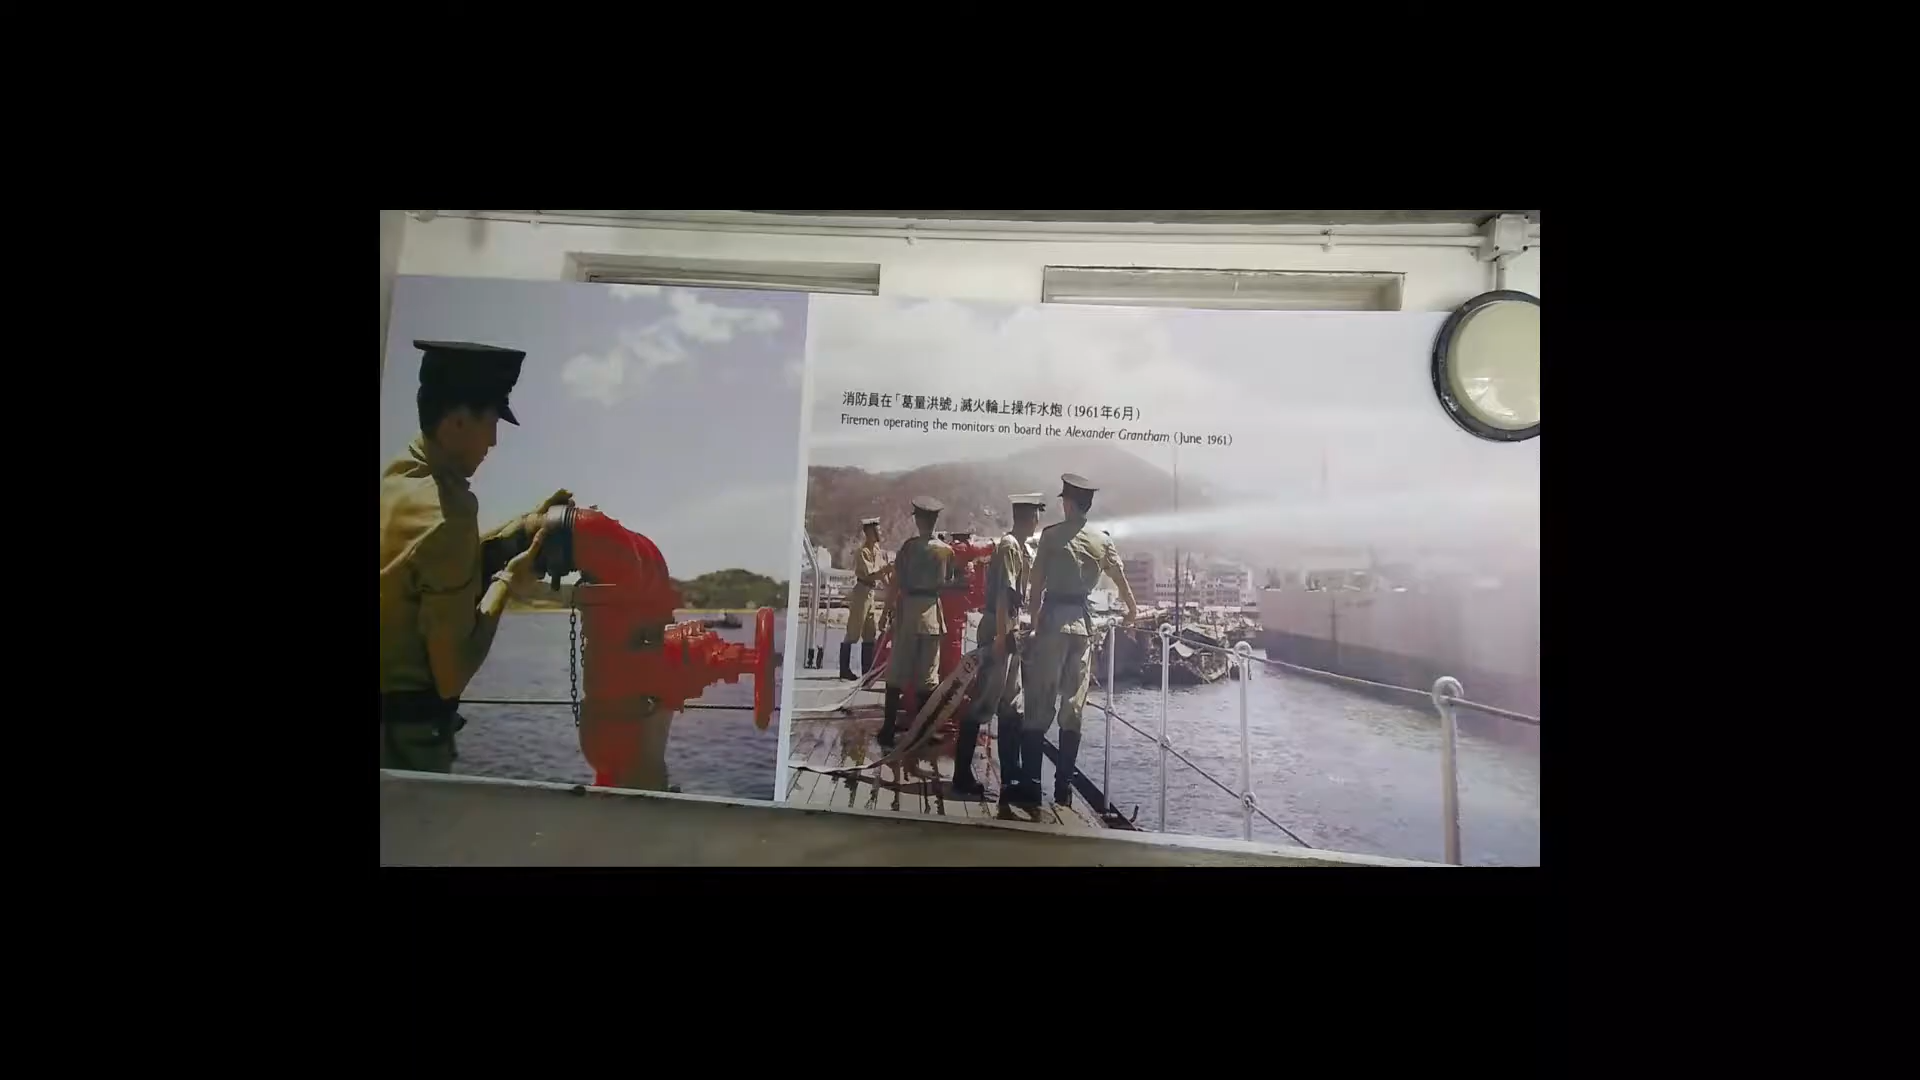 消防員在「葛量洪號」滅火輪上操作水炮（1961年6月）
Firemen operating the monitors on board the Alexander Grantham (June 1961)